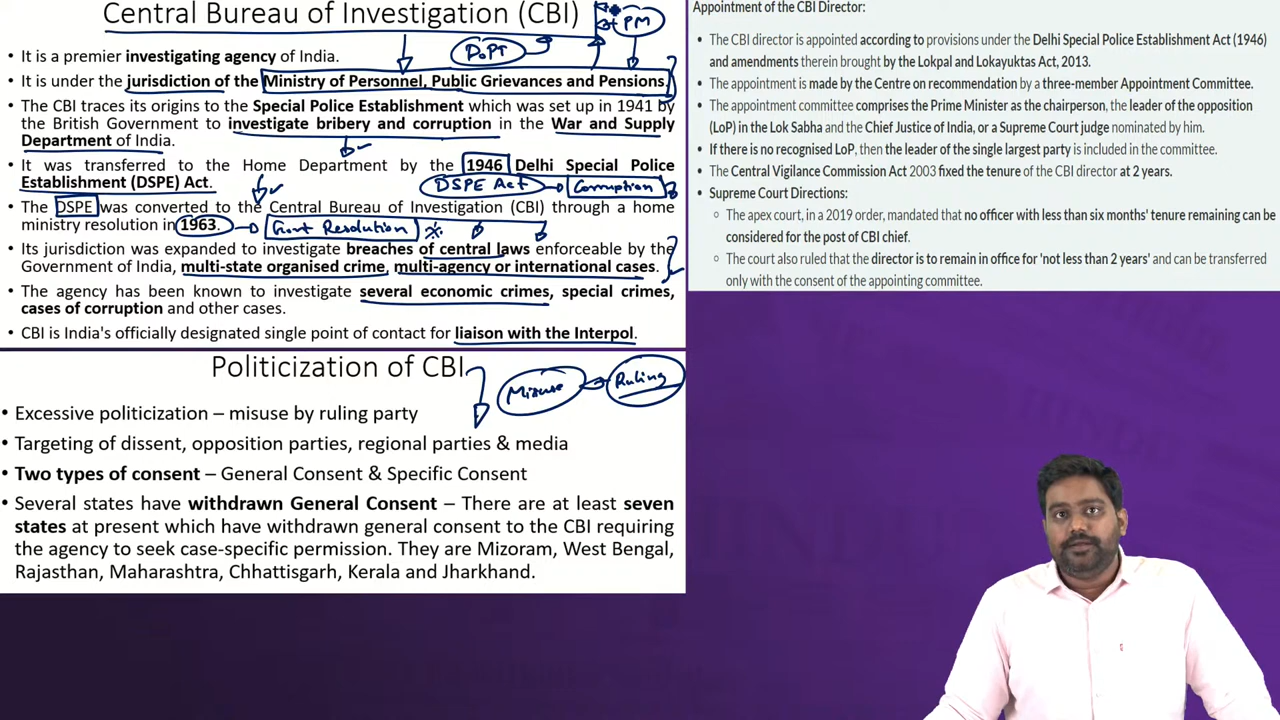 Central Bureau of Investigation (CBI)
PM
DoPT
• It is a premier investigating agency of India.
• It is under the jurisdiction of the Ministry of Personnel, Public Grievances and Pensions.
• The CBI traces its origins to the Special Police Establishment which was set up in 1941 by
the British Government to investigate bribery and corruption in the War and Supply
Department of India.
• It was transferred to the Home Department by the 1946 Delhi Special Police
Establishment (DSPE) Act.
DSPE Act
Corruption
• The DSPE was converted to the Central Bureau of Investigation (CBI) through a home
ministry resolution in 1963.
Govt Resolution
• Its jurisdiction was expanded to investigate breaches of central laws enforceable by the
Government of India, multi-state organised crime, multi-agency or international cases.
• The agency has been known to investigate several economic crimes, special crimes,
cases of corruption and other cases.
• CBI is India's officially designated single point of contact for liaison with the Interpol.
Politicization of CBI
Misuse
Ruling
• Excessive politicization – misuse by ruling party
• Targeting of dissent, opposition parties, regional parties & media
• Two types of consent – General Consent & Specific Consent
• Several states have withdrawn General Consent – There are at least seven
states at present which have withdrawn general consent to the CBI requiring
the agency to seek case-specific permission. They are Mizoram, West Bengal,
Rajasthan, Maharashtra, Chhattisgarh, Kerala and Jharkhand.
Appointment of the CBI Director:
• The CBI director is appointed according to provisions under the Delhi Special Police Establishment Act (1946)
and amendments therein brought by the Lokpal and Lokayuktas Act, 2013.
• The appointment is made by the Centre on recommendation by a three-member Appointment Committee.
• The appointment committee comprises the Prime Minister as the chairperson, the leader of the opposition
(LoP) in the Lok Sabha and the Chief Justice of India, or a Supreme Court judge nominated by him.
• If there is no recognised LoP, then the leader of the single largest party is included in the committee.
• The Central Vigilance Commission Act 2003 fixed the tenure of the CBI director at 2 years.
• Supreme Court Directions:
○ The apex court, in a 2019 order, mandated that no officer with less than six months' tenure remaining can be
considered for the post of CBI chief.
○ The court also ruled that the director is to remain in office for 'not less than 2 years' and can be transferred
only with the consent of the appointing committee.